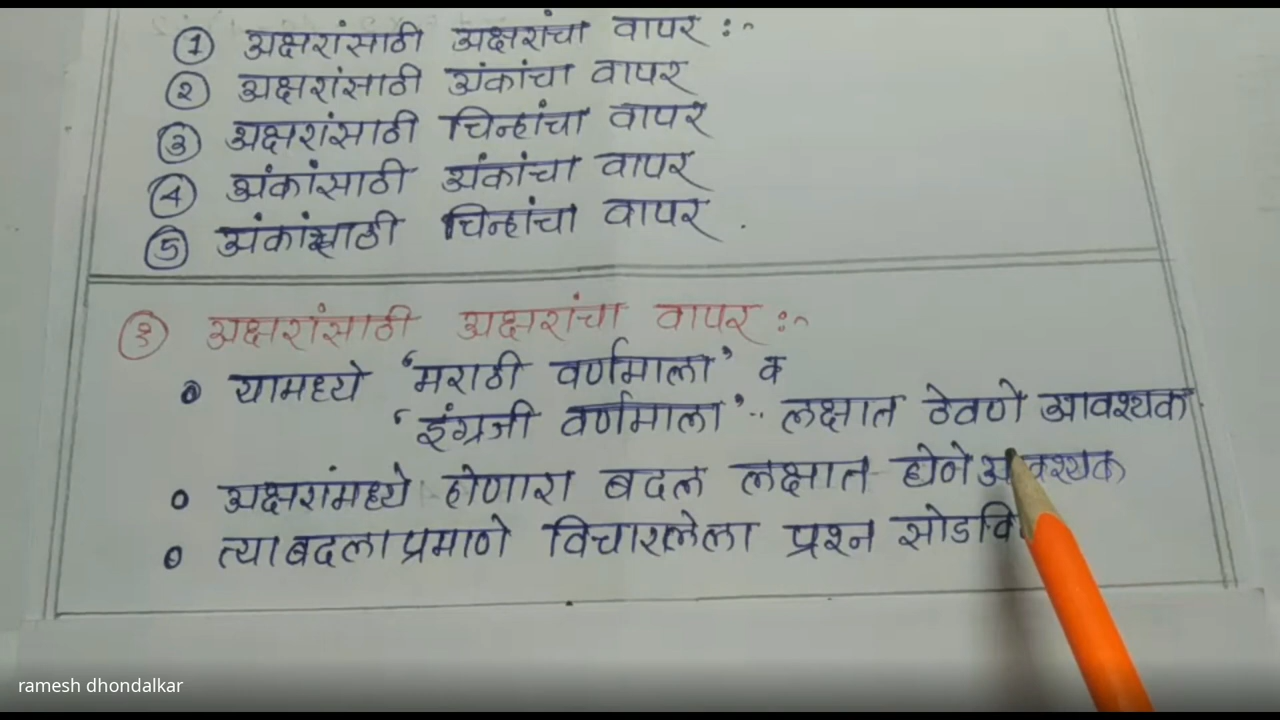 ① अक्षरांसाठी अक्षरांचा वापर :-
② अक्षरांसाठी अंकांचा वापर
③ अक्षरांसाठी चिन्हांचा वापर
④ अंकांसाठी अंकांचा वापर
⑤ अंकांसाठी चिन्हांचा वापर .
① अक्षरांसाठी अक्षरांचा वापर :-
यामध्ये 'मराठी वर्णमाला' व
'इंग्रजी वर्णमाला' .. लक्षात ठेवणे आवश्यक.
अक्षरांमध्ये होणारा बदल लक्षात
त्याबदलाप्रमाणे विचारलेला प्रश्न
ramesh dhondalkar